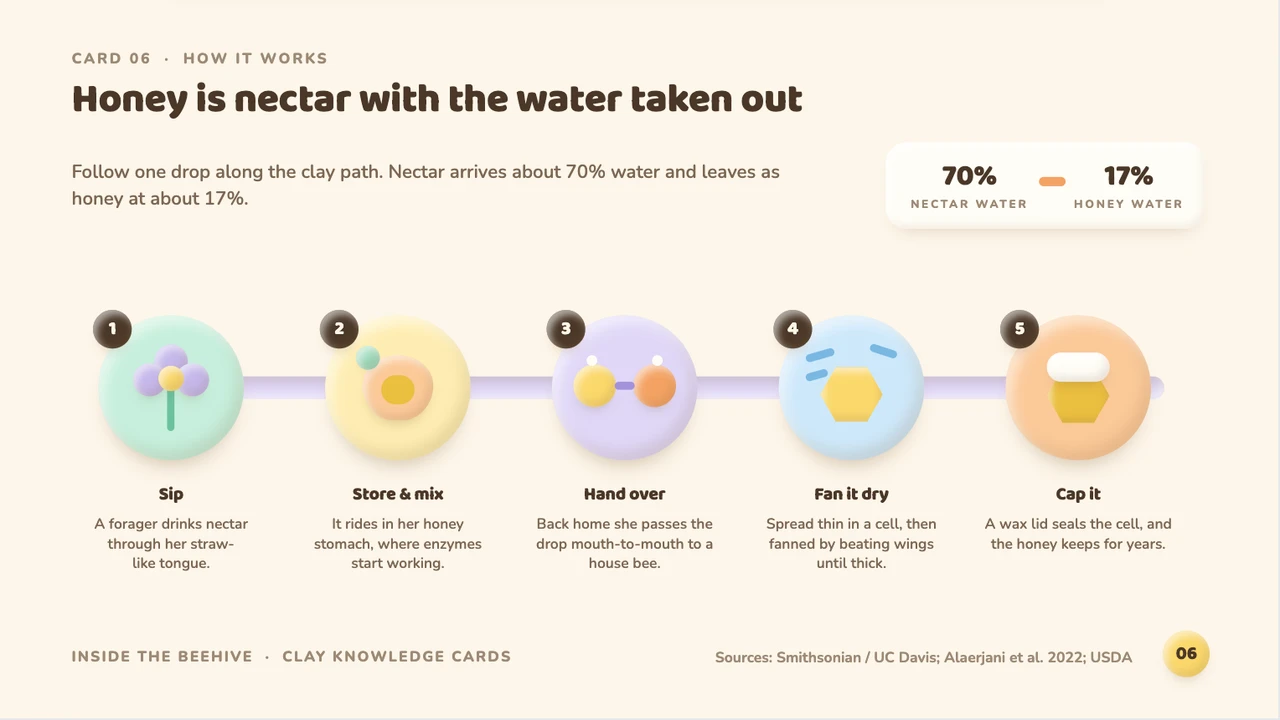 CARD 06 · HOW IT WORKS
Honey is nectar with the water taken out
Follow one drop along the clay path. Nectar arrives about 70% water and leaves as
honey at about 17%.
70%
NECTAR WATER
17%
HONEY WATER
1
Sip
A forager drinks nectar
through her straw-
like tongue.
2
Store & mix
It rides in her honey
stomach, where enzymes
start working.
3
Hand over
Back home she passes the
drop mouth-to-mouth to a
house bee.
4
Fan it dry
Spread thin in a cell, then
fanned by beating wings
until thick.
5
Cap it
A wax lid seals the cell, and
the honey keeps for years.
INSIDE THE BEEHIVE · CLAY KNOWLEDGE CARDS
Sources: Smithsonian / UC Davis; Alaerjani et al. 2022; USDA
06